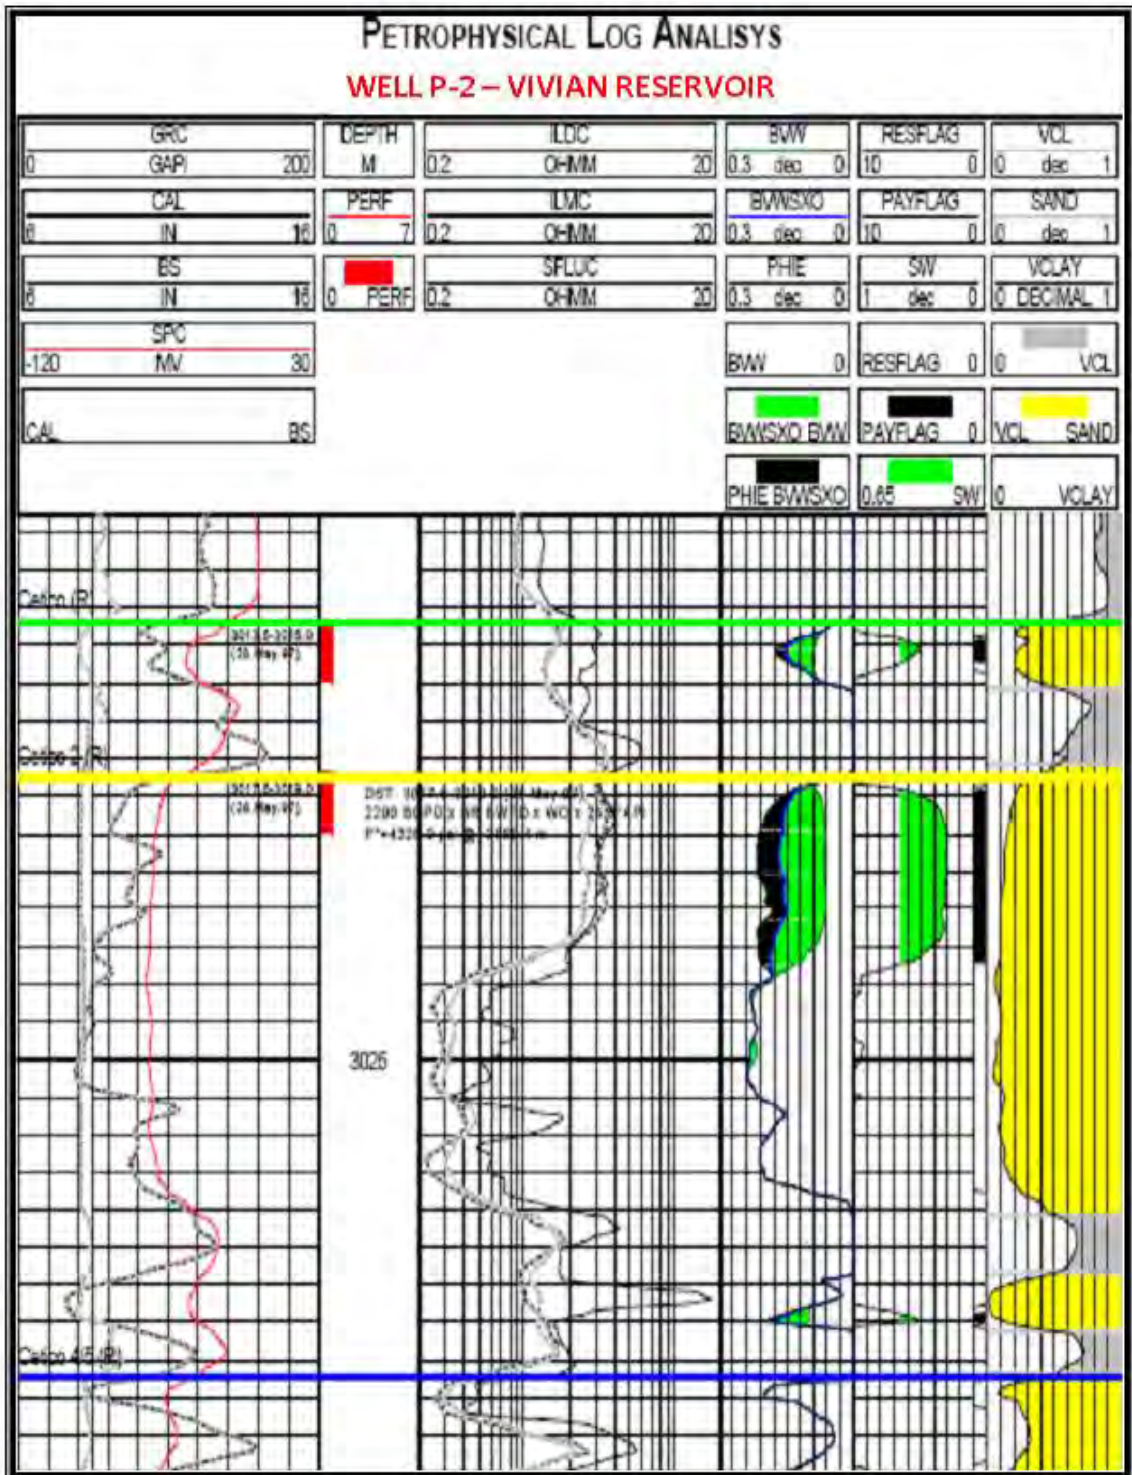 PETROPHYSICAL LOG ANALISYS
WELL P-2 – VIVIAN RESERVOIR
GRC
0 GAPI 200
DEPTH
M
ILDC
0.2 OHMM 20
BVW
0.3 dec 0
RESFLAG
10 0
VCL
0 dec 1
CAL
6 IN 16
PERF
0 7
ILMC
0.2 OHMM 20
BVWSXO
0.3 dec 0
PAYFLAG
10 0
SAND
0 dec 1
BS
6 IN 16
0 PERF
SFLUC
0.2 OHMM 20
PHIE
0.3 dec 0
SW
1 dec 0
VCLAY
0 DECIMAL 1
SPC
-120 MV 30
BVW 0
RESFLAG 0
0 VCL
CAL BS
BVWSXO BVW
PAYFLAG 0
VCL SAND
PHIE BVWSXO
0.65 SW
0 VCLAY
3025